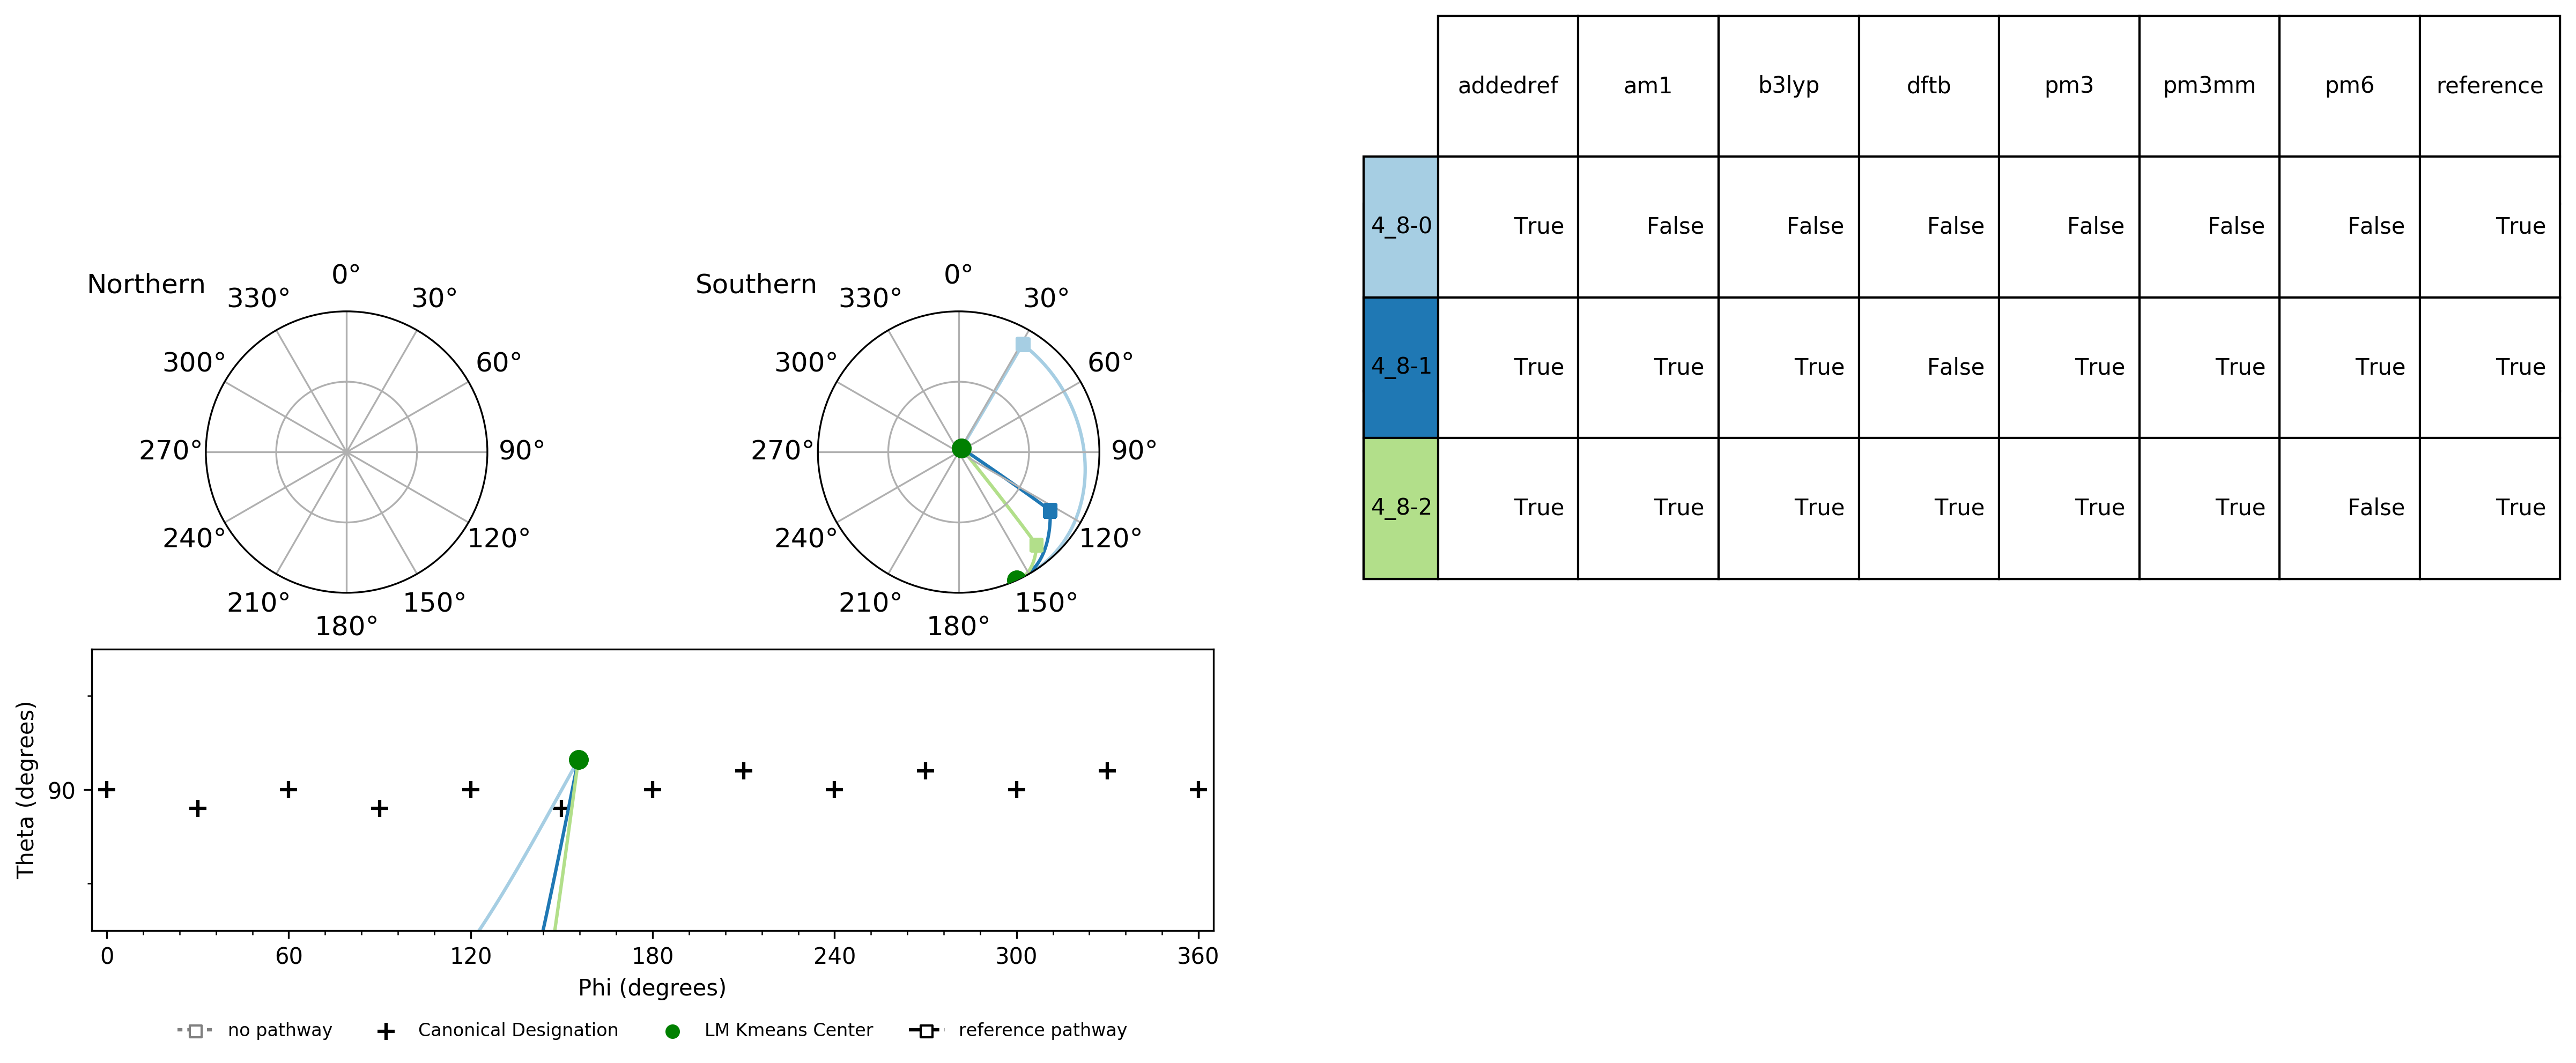 addedref am1 b3lyp dftb pm3 pm3mm pm6 reference
4_8-0 True False False False False False False True
4_8-1 True True True False True True True True
4_8-2 True True True True True True False True
Northern
0°
30°
60°
90°
120°
150°
180°
210°
240°
270°
300°
330°
Southern
0°
30°
60°
90°
120°
150°
180°
210°
240°
270°
300°
330°
Theta (degrees)
90
0 60 120 180 240 300 360
Phi (degrees)
no pathway Canonical Designation LM Kmeans Center reference pathway